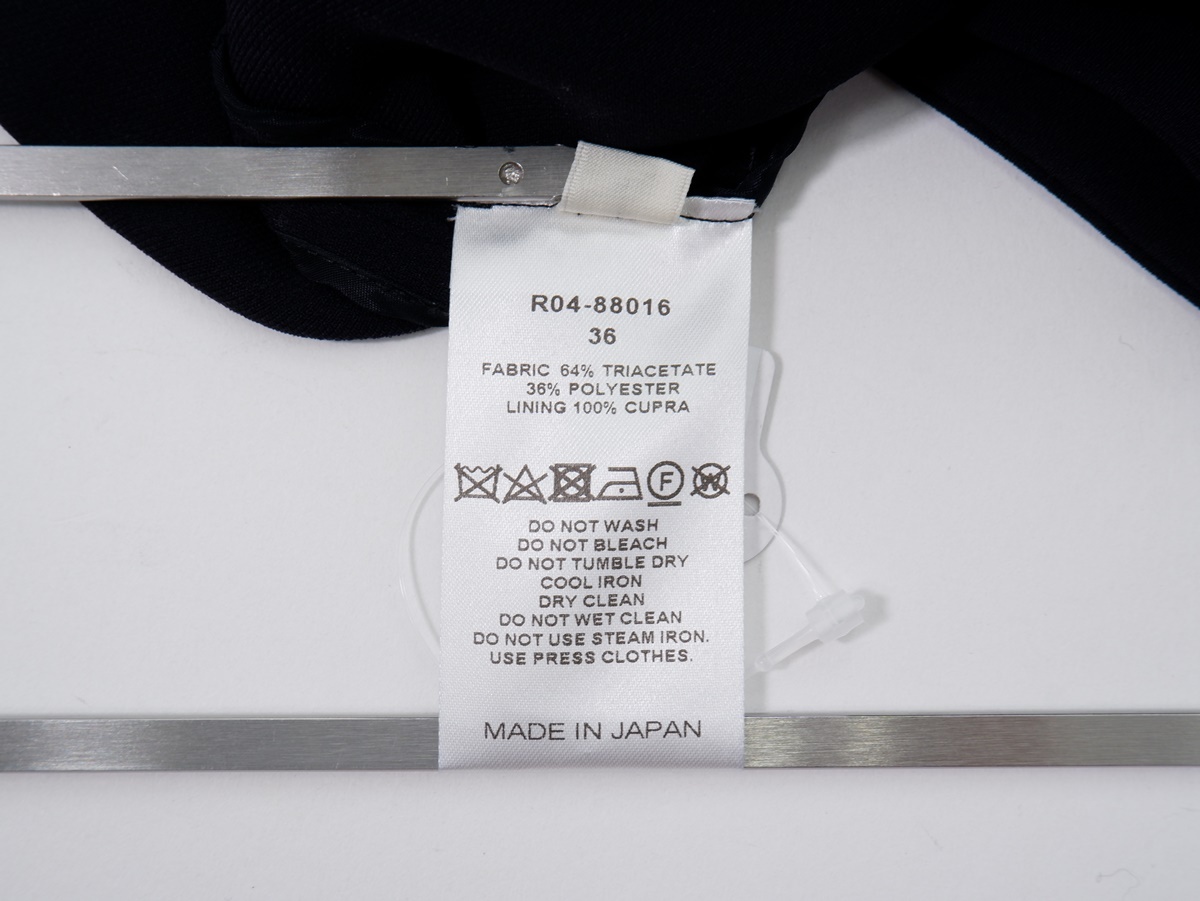 R04-88016
36
FABRIC 64% TRIACETATE
36% POLYESTER
LINING 100% CUPRA
F W
DO NOT WASH
DO NOT BLEACH
DO NOT TUMBLE DRY
COOL IRON
DRY CLEAN
DO NOT WET CLEAN
DO NOT USE STEAM IRON.
USE PRESS CLOTHES.
MADE IN JAPAN